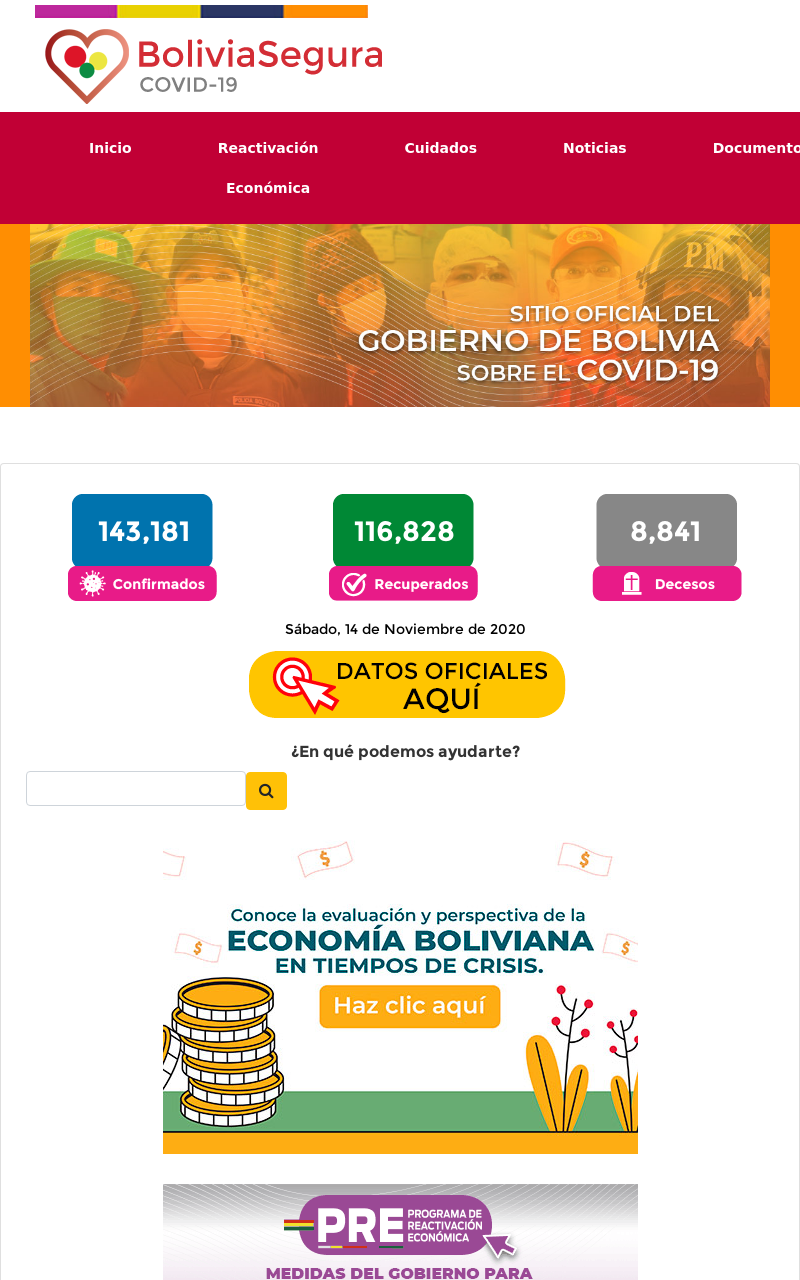 BoliviaSegura
COVID-19
Inicio
Reactivación
Económica
Cuidados
Noticias
Documento
PM
SITIO OFICIAL DEL
GOBIERNO DE BOLIVIA
SOBRE EL COVID-19
143,181
Confirmados
116,828
Recuperados
8,841
Decesos
Sábado, 14 de Noviembre de 2020
DATOS OFICIALES
AQUÍ
¿En qué podemos ayudarte?
Conoce la evaluación y perspectiva de la
ECONOMÍA BOLIVIANA
EN TIEMPOS DE CRISIS.
Haz clic aquí
PRE
PROGRAMA DE
REACTIVACIÓN
ECONÓMICA
MEDIDAS DEL GOBIERNO PARA